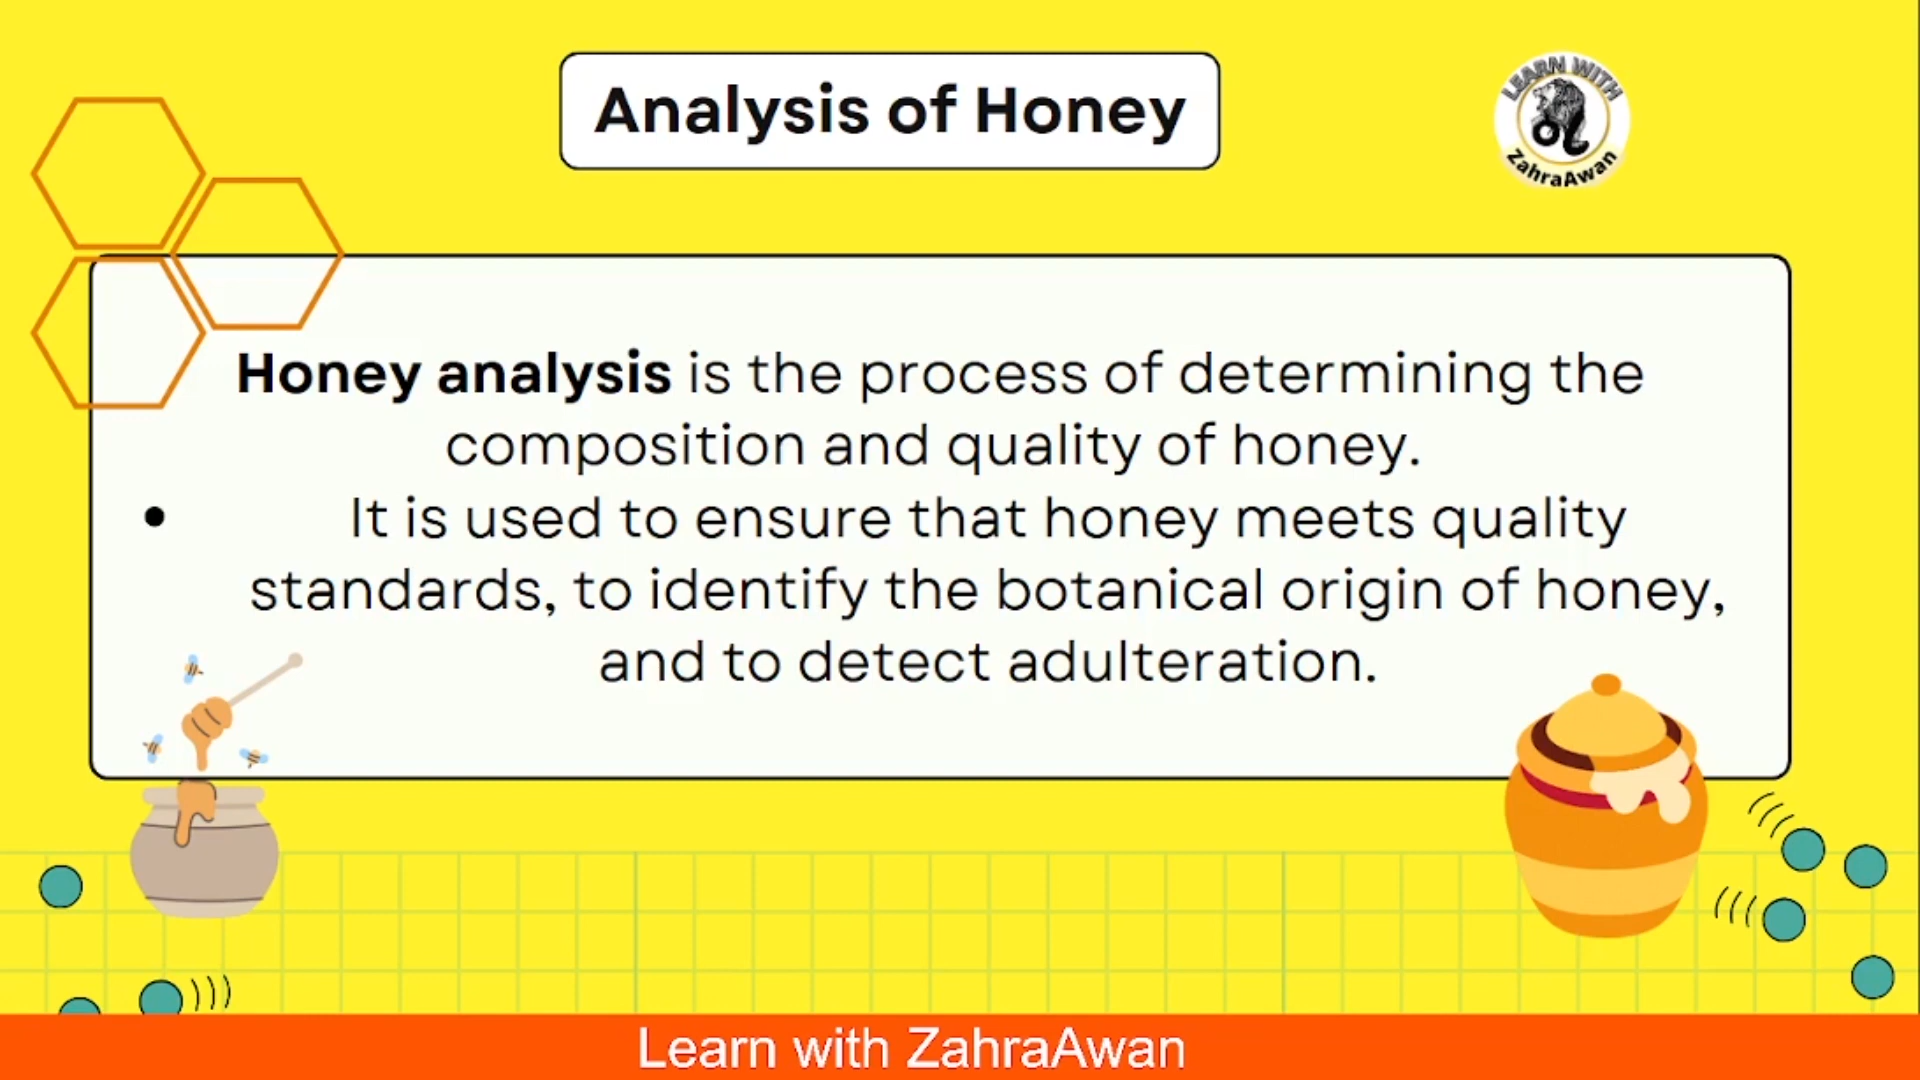 Analysis of Honey
LEARN WITH
ZahraAwan
Honey analysis is the process of determining the
composition and quality of honey.
• It is used to ensure that honey meets quality
standards, to identify the botanical origin of honey,
and to detect adulteration.
Learn with ZahraAwan